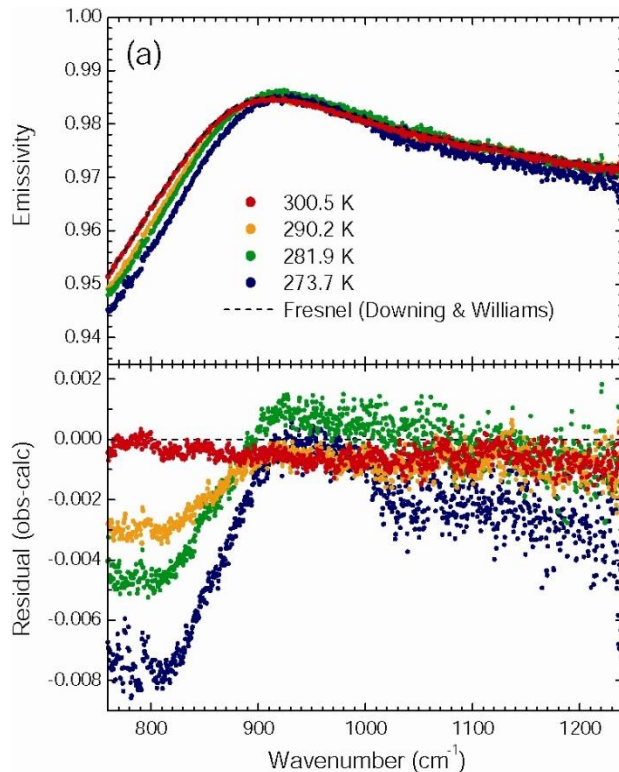 1.00
(a)
0.99
0.98
0.97
0.96
0.95
0.94
Emissivity
300.5 K
290.2 K
281.9 K
273.7 K
Fresnel (Downing & Williams)
0.002
0.000
-0.002
-0.004
-0.006
-0.008
Residual (obs-calc)
800 900 1000 1100 1200
Wavenumber (cm⁻¹)